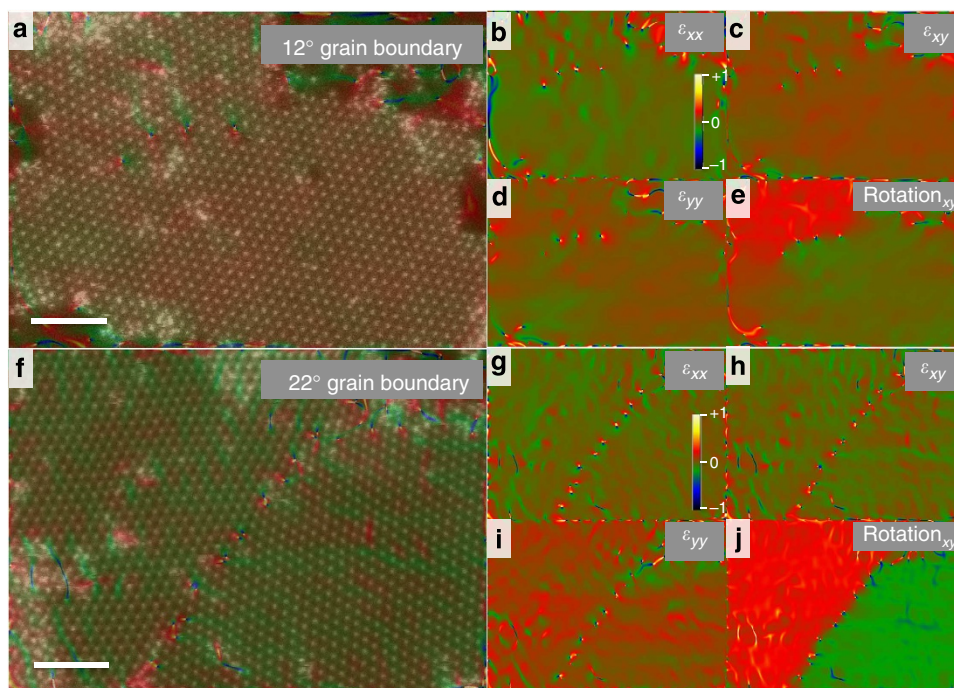 a
12° grain boundary
b
εxx
+1
0
−1
c
εxy
d
εyy
e
Rotationxy
f
22° grain boundary
g
εxx
+1
0
−1
h
εxy
i
εyy
j
Rotationxy